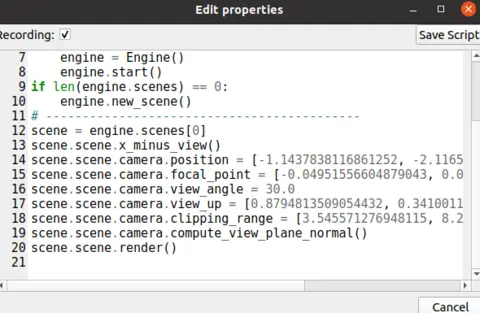 Edit properties
Recording:
Save Script
7 engine = Engine()
8 engine.start()
9 if len(engine.scenes) == 0:
10 engine.new_scene()
11 # -------------------------------------------
12 scene = engine.scenes[0]
13 scene.scene.x_minus_view()
14 scene.scene.camera.position = [-1.1437838116861252, -2.1165
15 scene.scene.camera.focal_point = [-0.04951556604879043, 0.0
16 scene.scene.camera.view_angle = 30.0
17 scene.scene.camera.view_up = [0.8794813509054432, 0.3410011
18 scene.scene.camera.clipping_range = [3.545571276948115, 8.2
19 scene.scene.camera.compute_view_plane_normal()
20 scene.scene.render()
21
Cancel